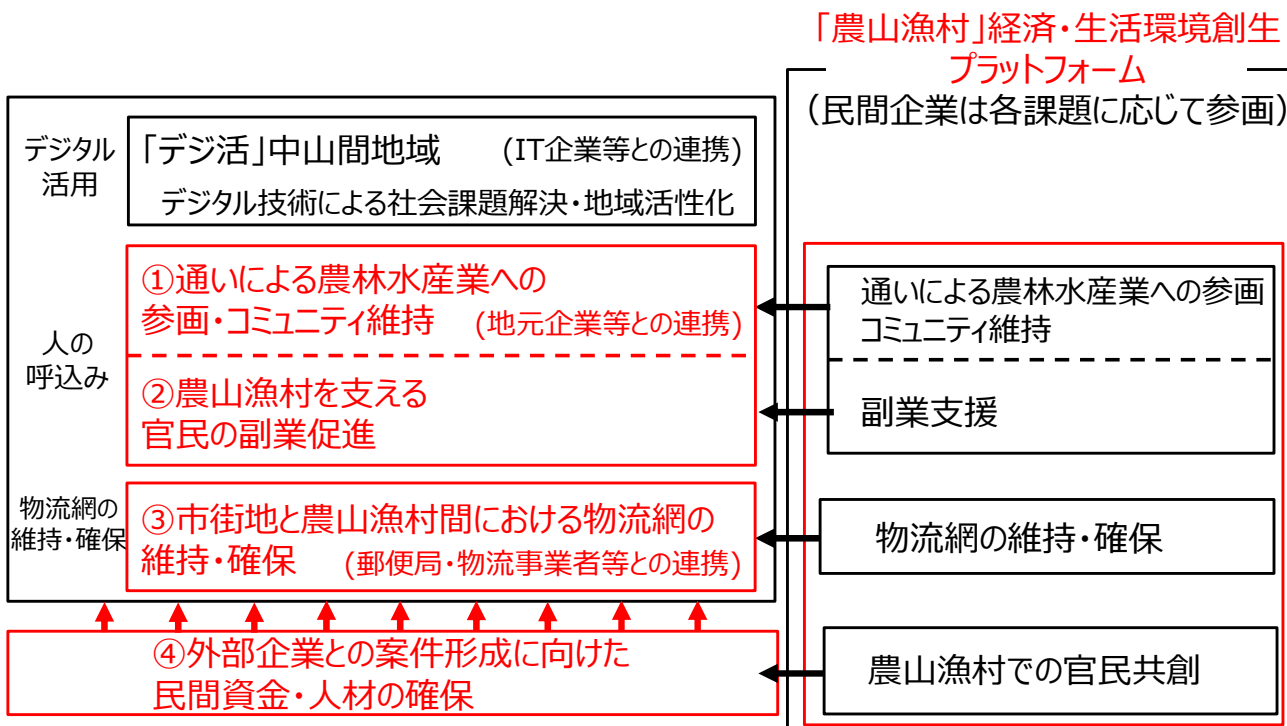 「農山漁村」経済・生活環境創生
プラットフォーム
(民間企業は各課題に応じて参画)
デジタル
活用
「デジ活」中山間地域 (IT企業等との連携)
デジタル技術による社会課題解決・地域活性化
人の
呼込み
①通いによる農林水産業への
参画・コミュニティ維持 (地元企業等との連携)
②農山漁村を支える
官民の副業促進
物流網の
維持・確保
③市街地と農山漁村間における物流網の
維持・確保 (郵便局・物流事業者等との連携)
④外部企業との案件形成に向けた
民間資金・人材の確保
通いによる農林水産業への参画
コミュニティ維持
副業支援
物流網の維持・確保
農山漁村での官民共創